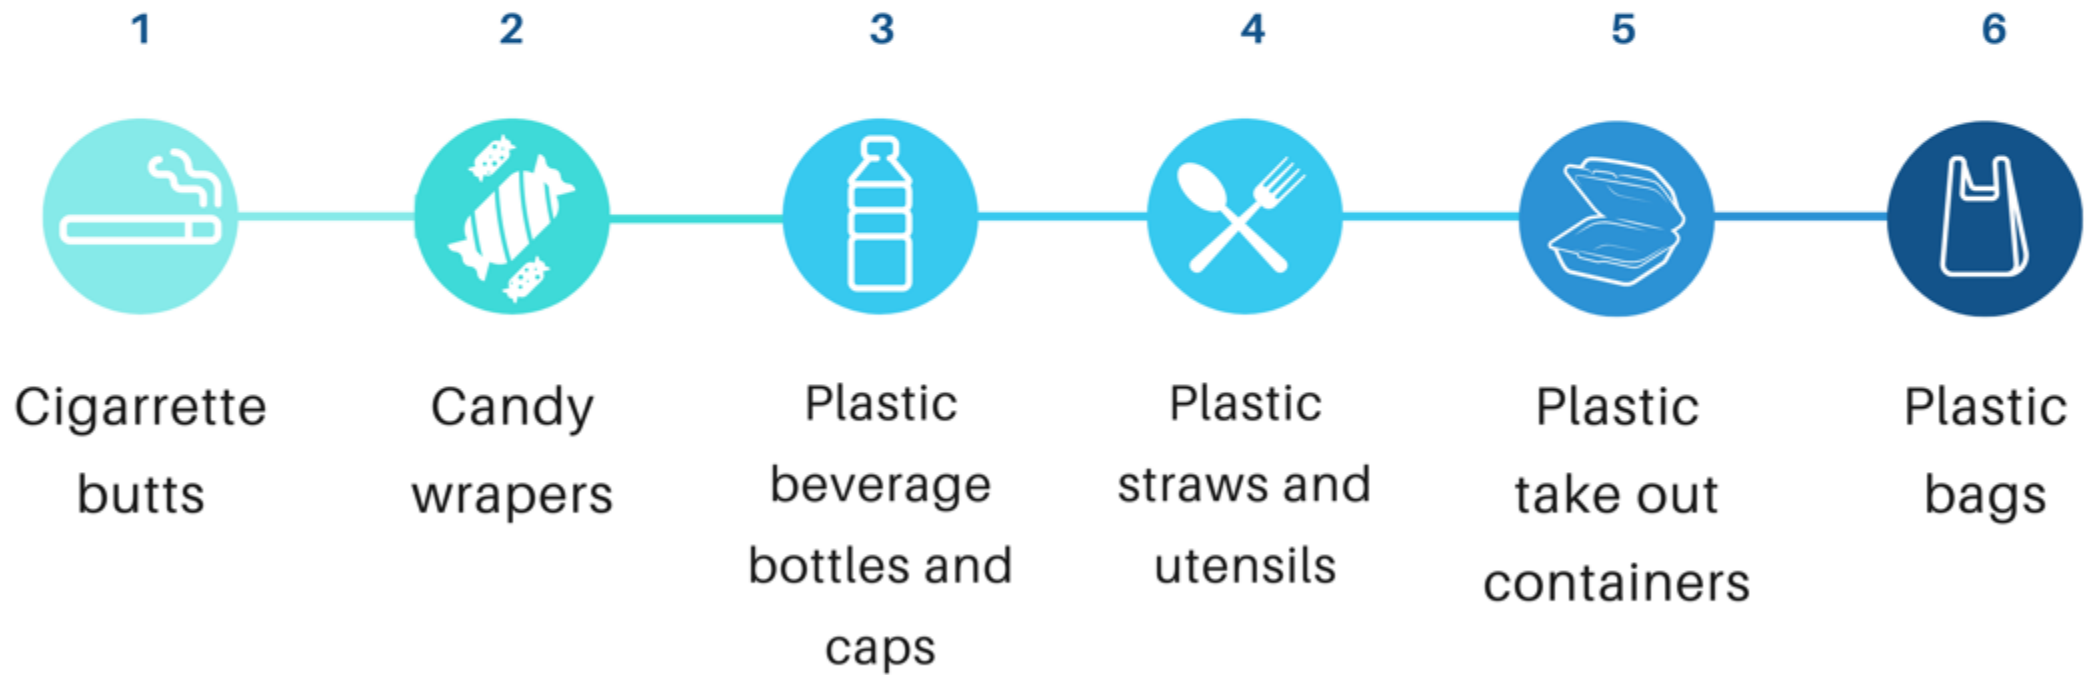 1
2
3
4
5
6
Cigarrette
butts
Candy
wrapers
Plastic
beverage
bottles and
caps
Plastic
straws and
utensils
Plastic
take out
containers
Plastic
bags